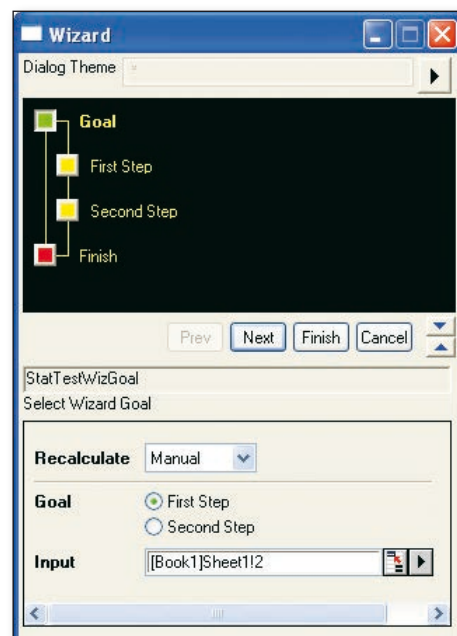 Wizard
Dialog Theme *
Goal
First Step
Second Step
Finish
Prev Next Finish Cancel
StatTestWizGoal
Select Wizard Goal
Recalculate Manual
Goal First Step
Second Step
Input [Book1]Sheet1!2